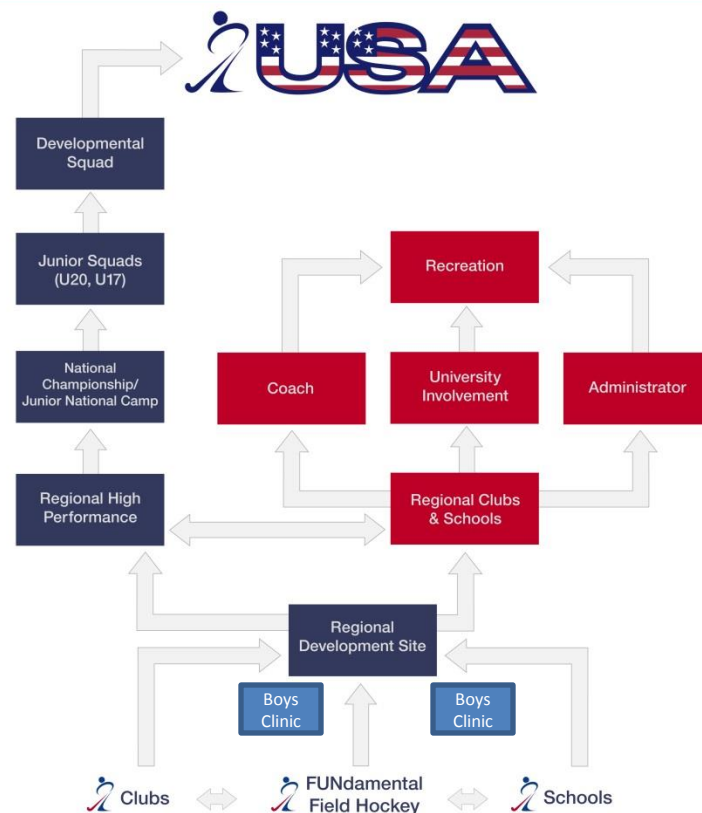 USA
Developmental
Squad
Junior Squads
(U20, U17)
Recreation
National
Championship/
Junior National Camp
Coach
University
Involvement
Administrator
Regional High
Performance
Regional Clubs
& Schools
Regional
Development Site
Boys
Clinic
Boys
Clinic
Clubs
FUNdamental
Field Hockey
Schools